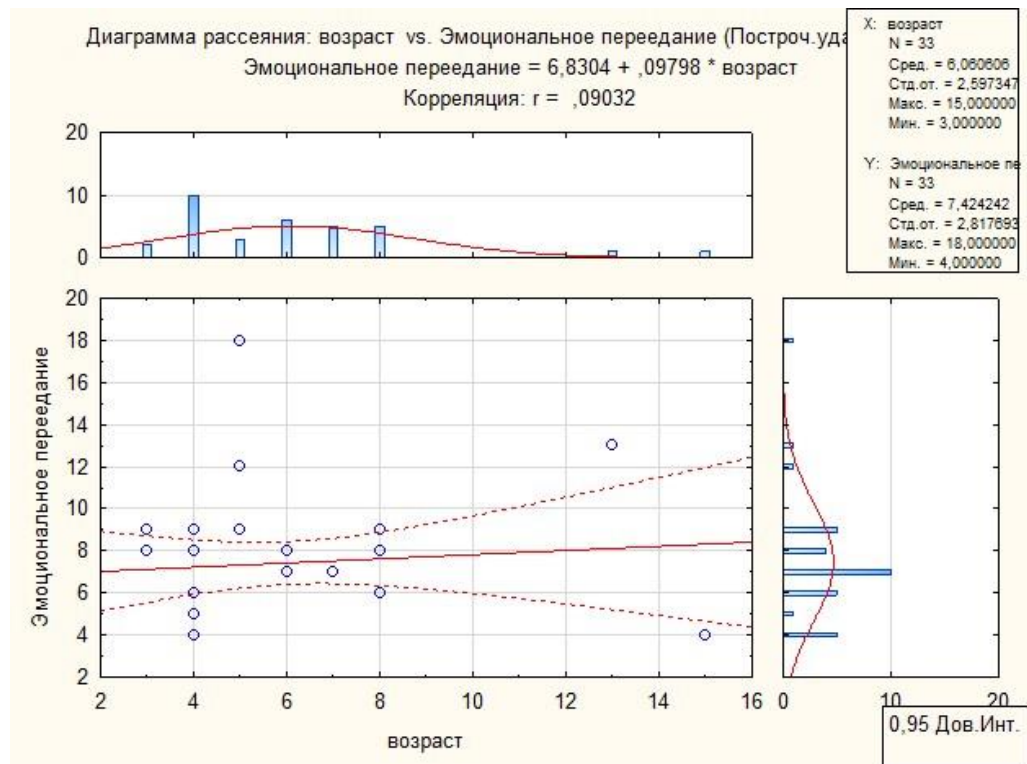 Диаграмма рассеяния: возраст vs. Эмоциональное переедание (Построч.уда
Эмоциональное переедание = 6,8304 + ,09798 * возраст
Корреляция: r = ,09032
X: возраст
N = 33
Сред. = 6,060606
Стд.от. = 2,597347
Макс. = 15,000000
Мин. = 3,000000
Y: Эмоциональное пе
N = 33
Сред. = 7,424242
Стд.от. = 2,817693
Макс. = 18,000000
Мин. = 4,000000
20
10
0
20
18
16
14
12
10
9
8
6
4
2
Эмоциональное переедание
2 4 6 8 10 12 14 16
0 10 20
возраст
0,95 Дов.Инт.